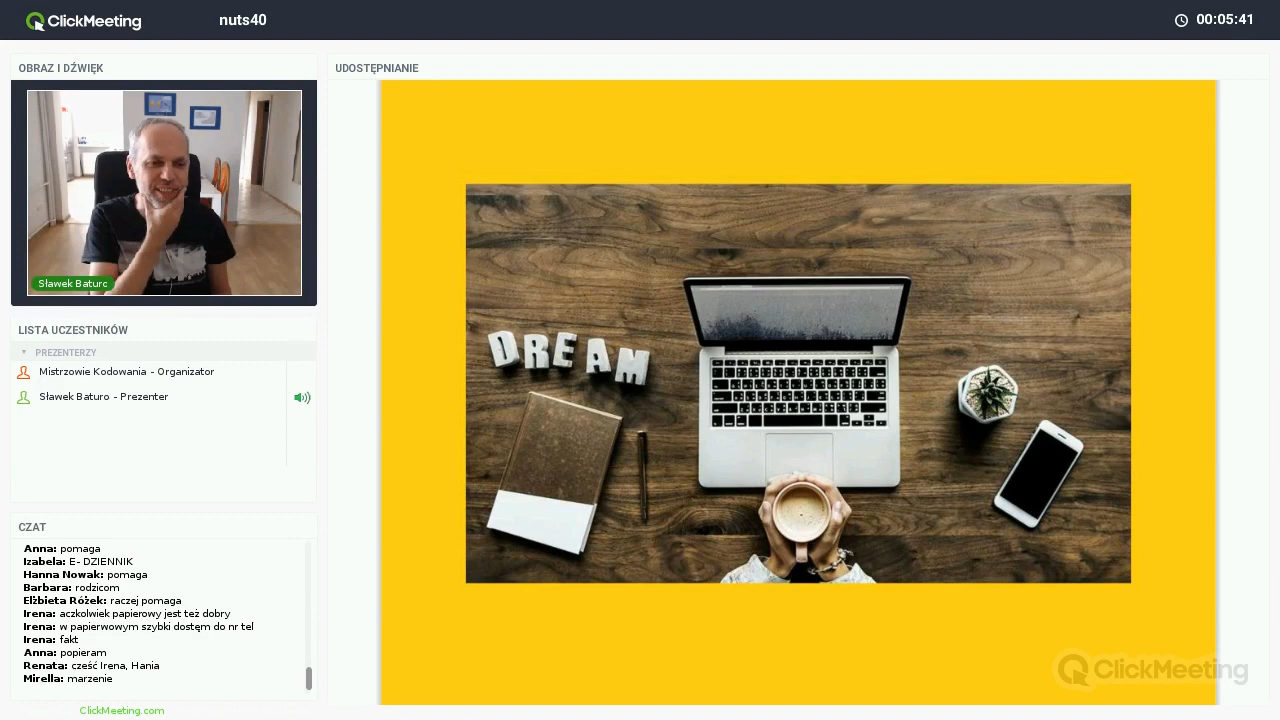 ClickMeeting
nuts40
00:05:41
OBRAZ I DŹWIĘK
UDOSTĘPNIANIE
Sławek Baturo
LISTA UCZESTNIKÓW
PREZENTERZY
Mistrzowie Kodowania - Organizator
Sławek Baturo - Prezenter
CZAT
Anna: pomaga
Izabela: E- DZIENNIK
Hanna Nowak: pomaga
Barbara: rodzicom
Elżbieta Różek: raczej pomaga
Irena: aczkolwiek papierowy jest też dobry
Irena: w papierwowym szybki dostęm do nr tel
Irena: fakt
Anna: popieram
Renata: cześć Irena, Hania
Mirella: marzenie
ClickMeeting.com
DREAM
ClickMeeting